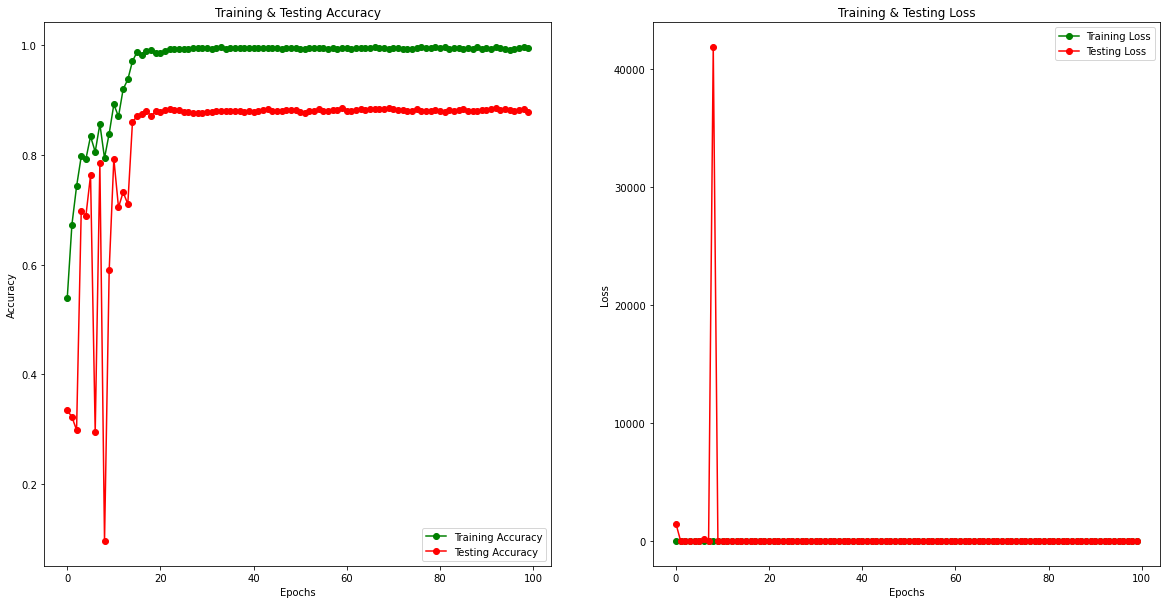 Training & Testing Accuracy
1.0
0.8
0.6
0.4
0.2
Accuracy
0
20
40
60
80
100
Epochs
Training Accuracy
Testing Accuracy
Training & Testing Loss
40000
30000
20000
10000
0
Loss
0
20
40
60
80
100
Epochs
Training Loss
Testing Loss